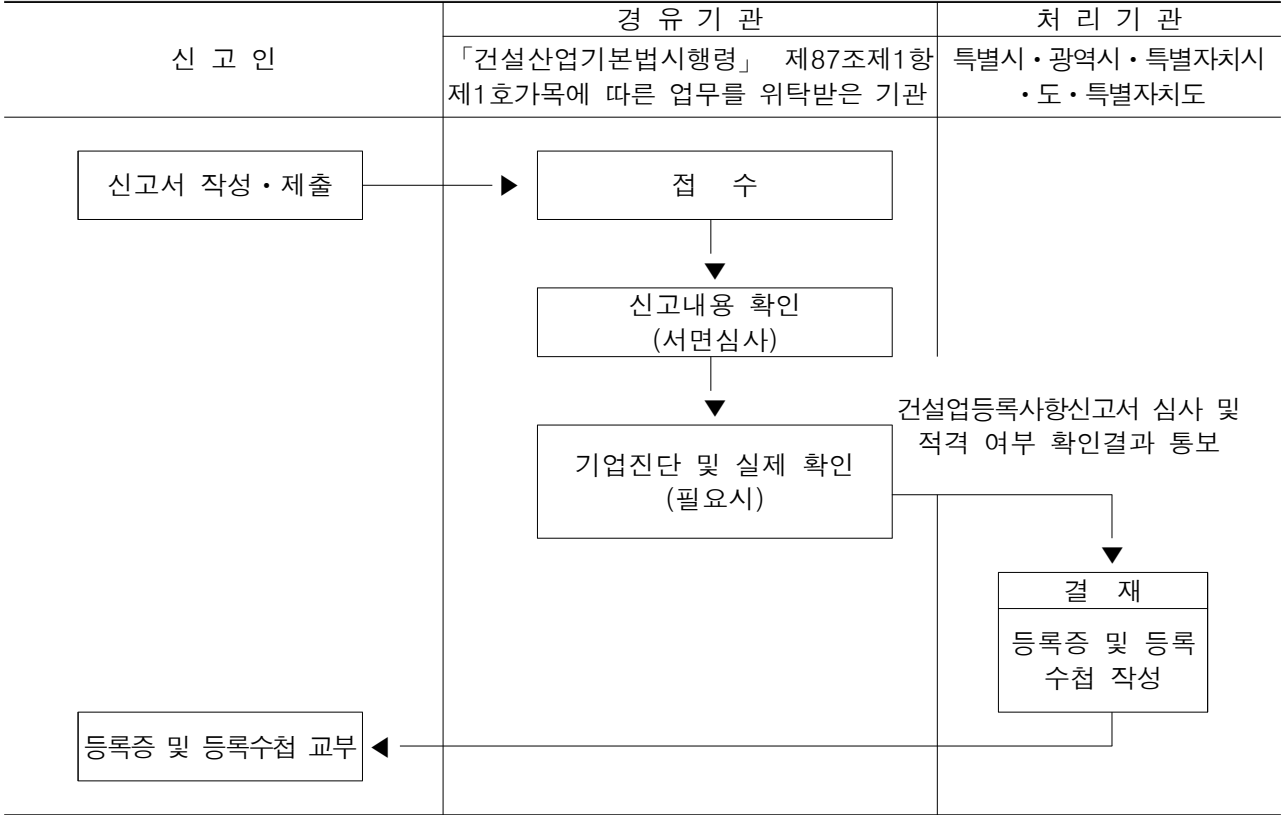 신 고 인
경 유 기 관
처 리 기 관
「건설산업기본법시행령」 제87조제1항
제1호가목에 따른 업무를 위탁받은 기관
특별시・광역시・특별자치시
・도・특별자치도
신고서 작성・제출
접 수
신고내용 확인
(서면심사)
건설업등록사항신고서 심사 및
적격 여부 확인결과 통보
기업진단 및 실제 확인
(필요시)
결 재
등록증 및 등록
수첩 작성
등록증 및 등록수첩 교부